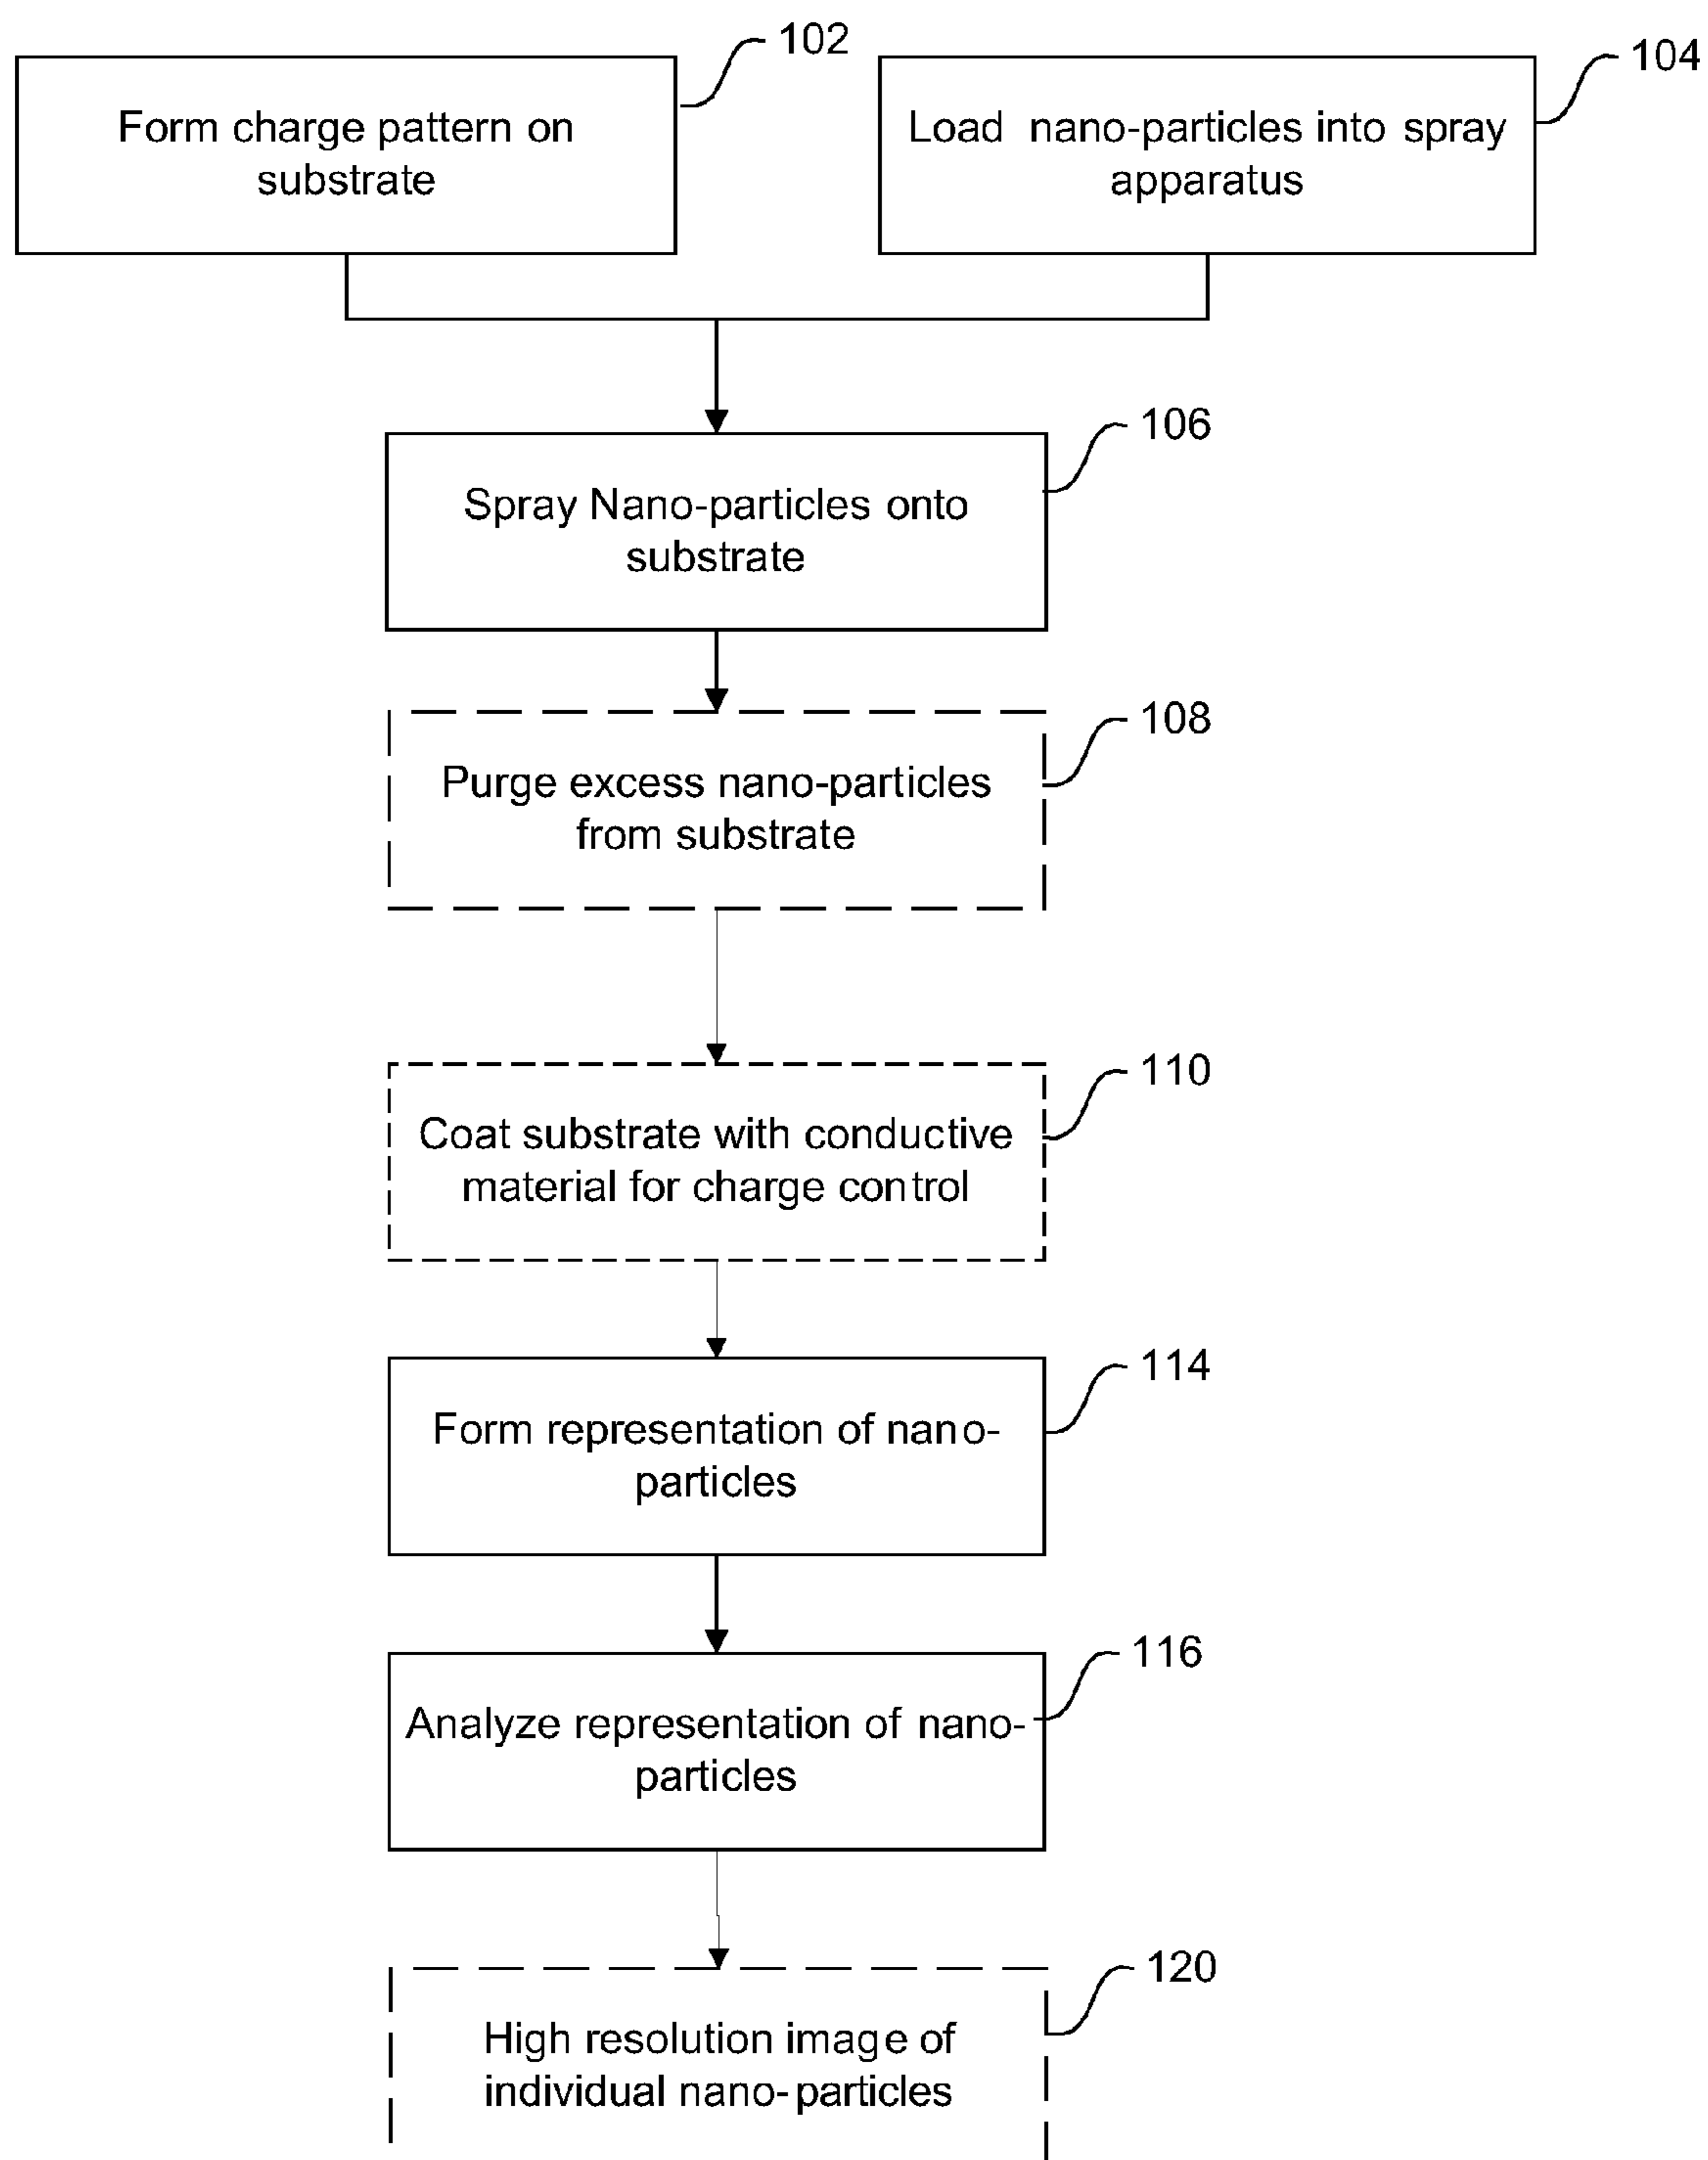 102
104
Form charge pattern on
substrate
Load nano-particles into spray
apparatus
106
Spray Nano-particles onto
substrate
108
Purge excess nano-particles
from substrate
110
Coat substrate with conductive
material for charge control
114
Form representation of nano-
particles
116
Analyze representation of nano-
particles
120
High resolution image of
individual nano-particles